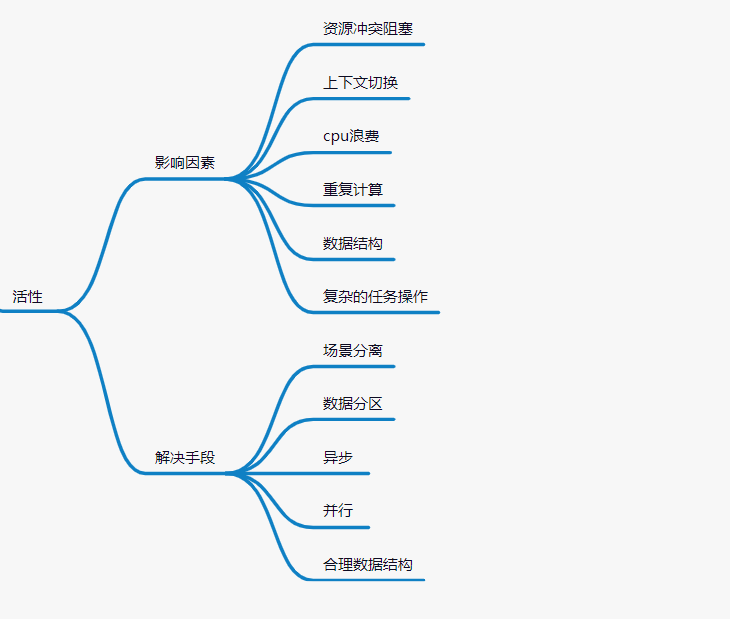 资源冲突阻塞
上下文切换
cpu浪费
影响因素
重复计算
数据结构
活性
复杂的任务操作
场景分离
数据分区
解决手段
异步
并行
合理数据结构